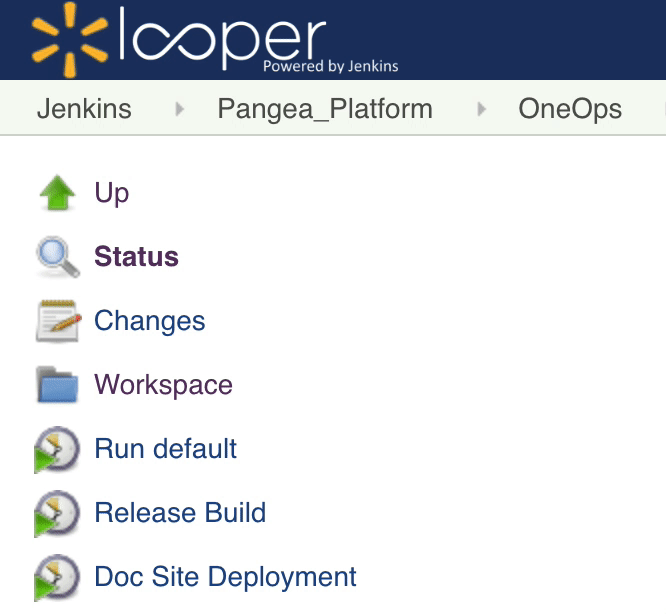 looper
Powered by Jenkins
Jenkins Pangea_Platform OneOps
Up
Status
Changes
Workspace
Run default
Release Build
Doc Site Deployment